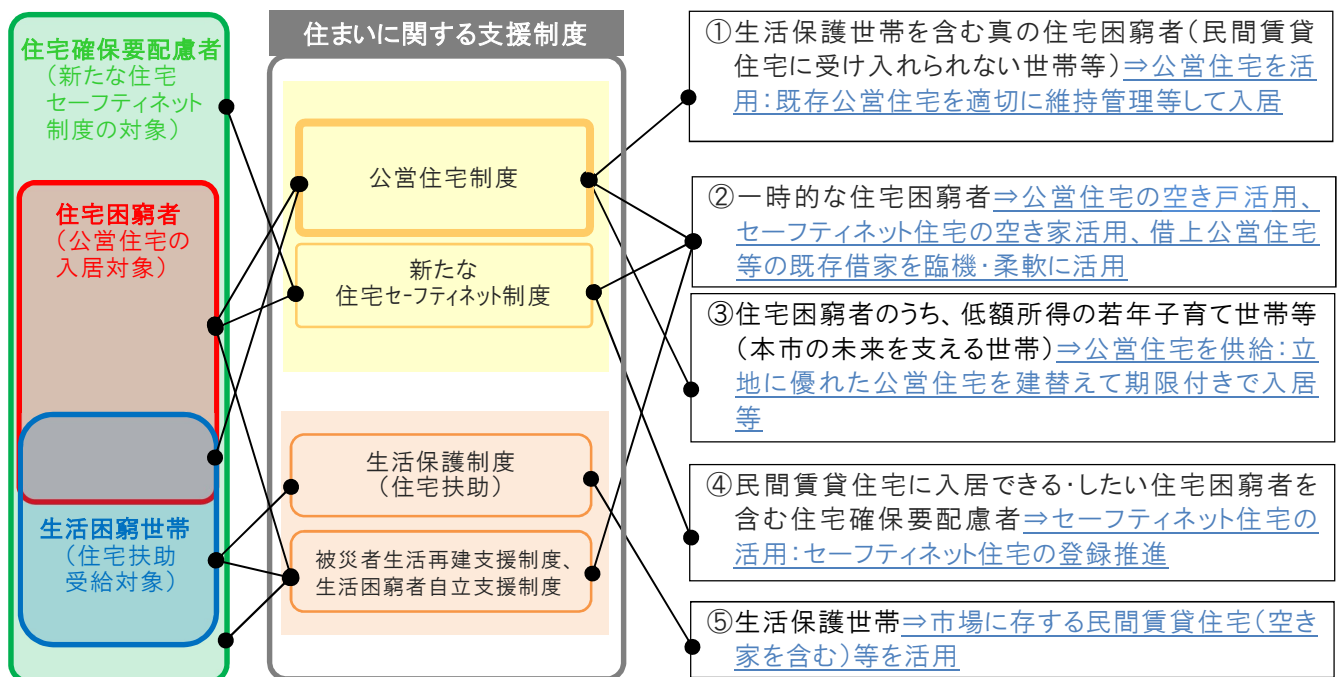 住宅確保要配慮者
（新たな住宅
セーフティネット
制度の対象）
住宅困窮者
（公営住宅の
入居対象）
生活困窮世帯
（住宅扶助
受給対象）
住まいに関する支援制度
公営住宅制度
新たな
住宅セーフティネット制度
生活保護制度
（住宅扶助）
被災者生活再建支援制度、
生活困窮者自立支援制度
①生活保護世帯を含む真の住宅困窮者（民間賃貸
住宅に受け入れられない世帯等）⇒公営住宅を活
用：既存公営住宅を適切に維持管理等して入居
②一時的な住宅困窮者⇒公営住宅の空き戸活用、
セーフティネット住宅の空き家活用、借上公営住宅
等の既存借家を臨機・柔軟に活用
③住宅困窮者のうち、低額所得の若年子育て世帯等
（本市の未来を支える世帯）⇒公営住宅を供給：立
地に優れた公営住宅を建替えて期限付きで入居
等
④民間賃貸住宅に入居できる・したい住宅困窮者を
含む住宅確保要配慮者⇒セーフティネット住宅の
活用：セーフティネット住宅の登録推進
⑤生活保護世帯⇒市場に存する民間賃貸住宅（空き
家を含む）等を活用